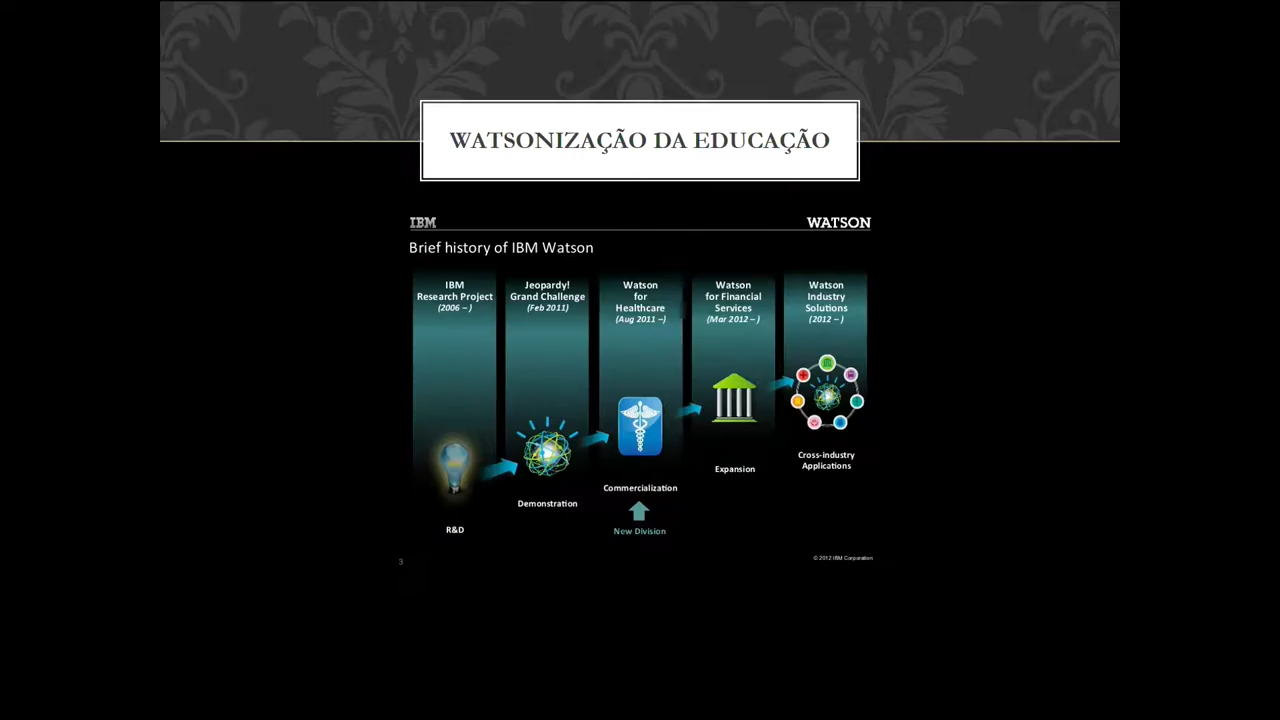 WATSONIZAÇÃO DA EDUCAÇÃO
IBM
WATSON
Brief history of IBM Watson
IBM
Research Project
(2006 – )
Jeopardy!
Grand Challenge
(Feb 2011)
Watson
for
Healthcare
(Aug 2011 –)
Watson
for Financial
Services
(Mar 2012 – )
Watson
Industry
Solutions
(2012 – )
R&D
Demonstration
Commercialization
New Division
Expansion
Cross-industry
Applications
3
© 2012 IBM Corporation